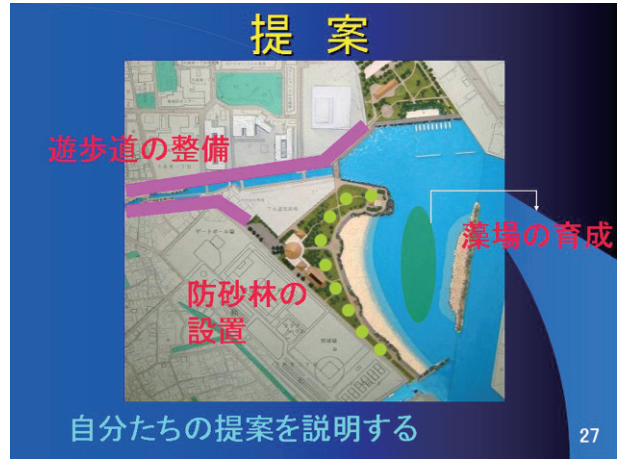 提 案
遊歩道の整備
藻場の育成
防砂林の
設置
自分たちの提案を説明する
27